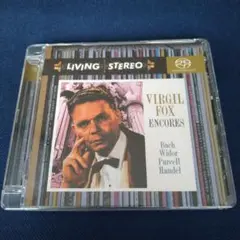 LIVING STEREO
VIRGIL
FOX
ENCORES
Bach
Widor
Purcell
Handel